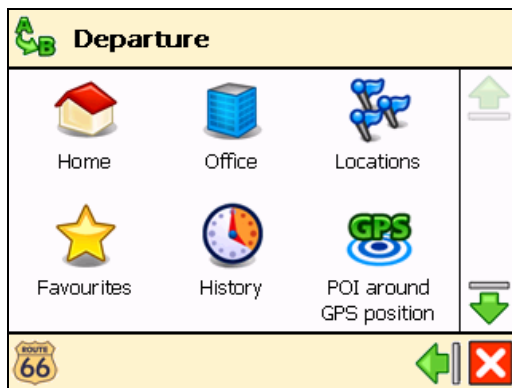 A
B
Departure
Home
Office
Locations
GPS
Favourites
History
POI around
GPS position
ROUTE
66